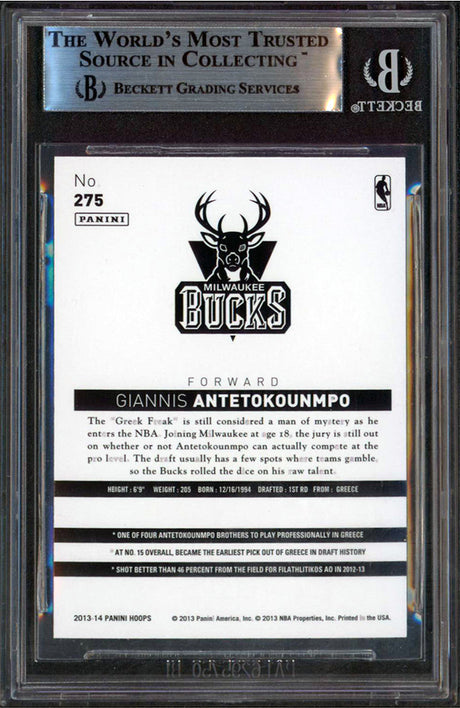 THE WORLD'S MOST TRUSTED
SOURCE IN COLLECTING™
B BECKETT GRADING SERVICES
B
BECKETT®
No.
275
PANINI
NBA
MILWAUKEE
BUCKS
FORWARD
GIANNIS ANTETOKOUNMPO
The "Greek Freak" is still considered a man of mystery as he
enters the NBA. Joining Milwaukee at age 18, the jury is still out
on whether or not Antetokounmpo can actually compete at the
pro level. The draft usually has a few spots where teams gamble,
so the Bucks rolled the dice on his raw talent.
HEIGHT: 6'9" WEIGHT: 205 BORN: 12/16/1994 DRAFTED: 1ST RD FROM: GREECE
* ONE OF FOUR ANTETOKOUNMPO BROTHERS TO PLAY PROFESSIONALLY IN GREECE
* AT NO. 15 OVERALL, BECAME THE EARLIEST PICK OUT OF GREECE IN DRAFT HISTORY
* SHOT BETTER THAN 46 PERCENT FROM THE FIELD FOR FILATHLITIKOS AO IN 2012-13
2013-14 PANINI HOOPS © 2013 Panini America, Inc. © 2013 NBA Properties, Inc. Printed in the USA.